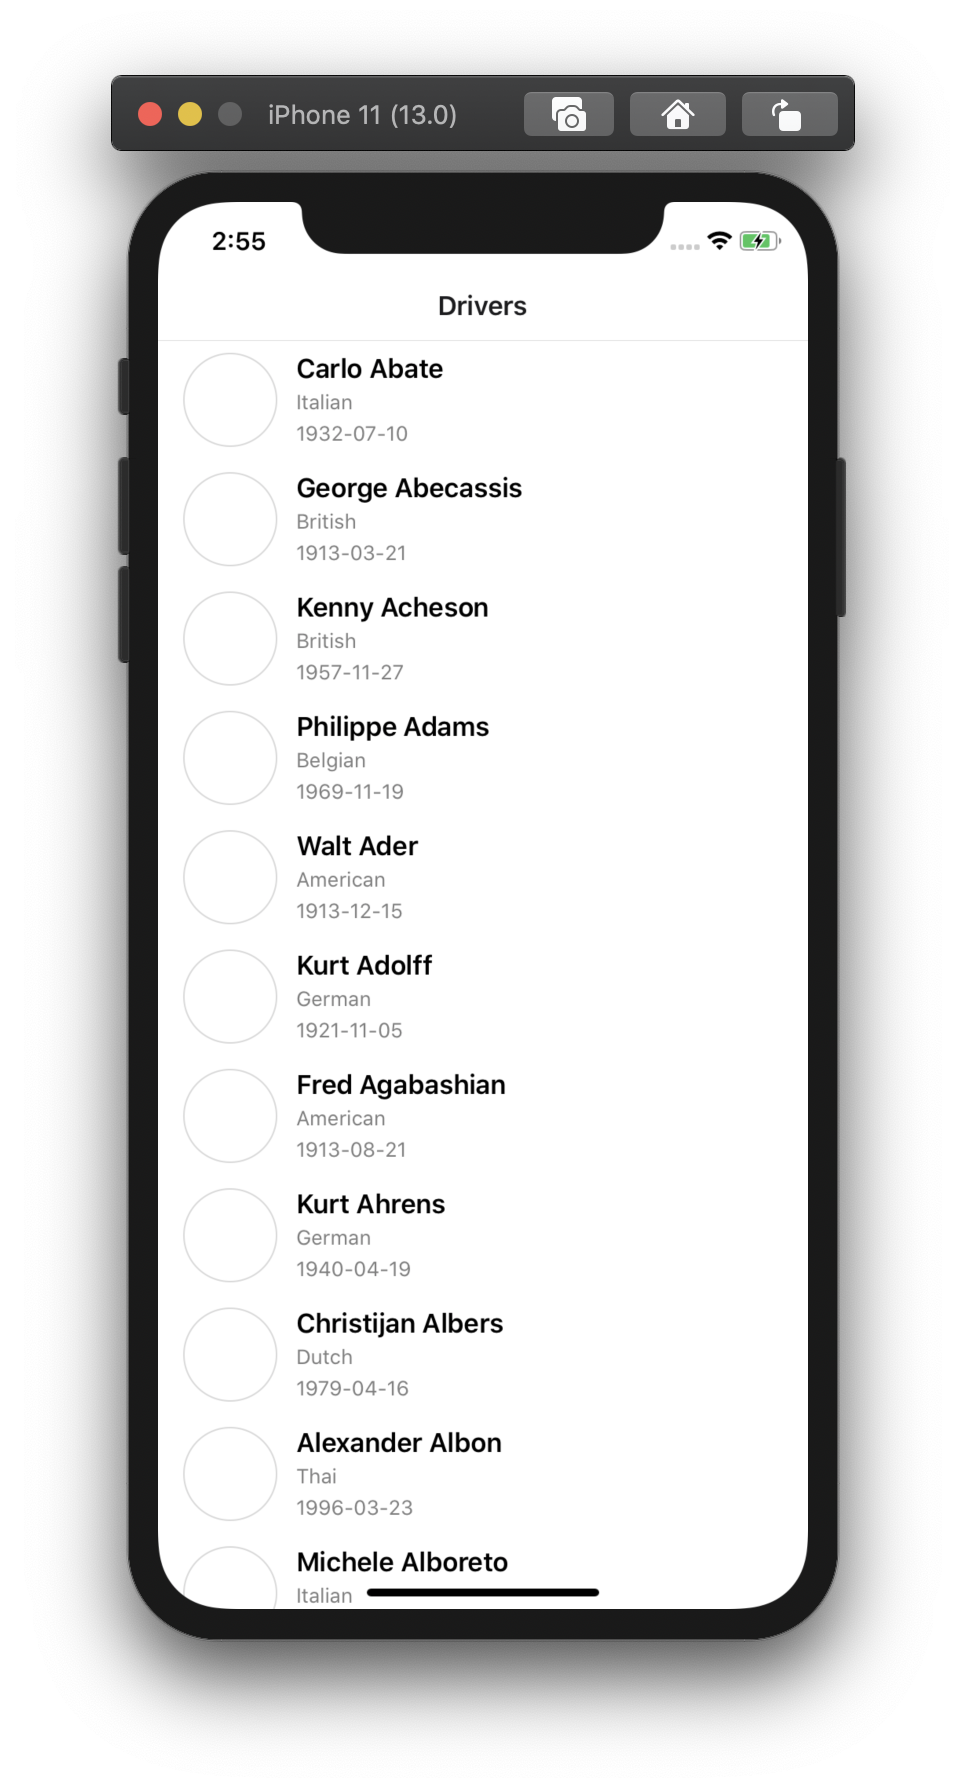 iPhone 11 (13.0)
2:55
Drivers
Carlo Abate
Italian
1932-07-10
George Abecassis
British
1913-03-21
Kenny Acheson
British
1957-11-27
Philippe Adams
Belgian
1969-11-19
Walt Ader
American
1913-12-15
Kurt Adolff
German
1921-11-05
Fred Agabashian
American
1913-08-21
Kurt Ahrens
German
1940-04-19
Christijan Albers
Dutch
1979-04-16
Alexander Albon
Thai
1996-03-23
Michele Alboreto
Italian